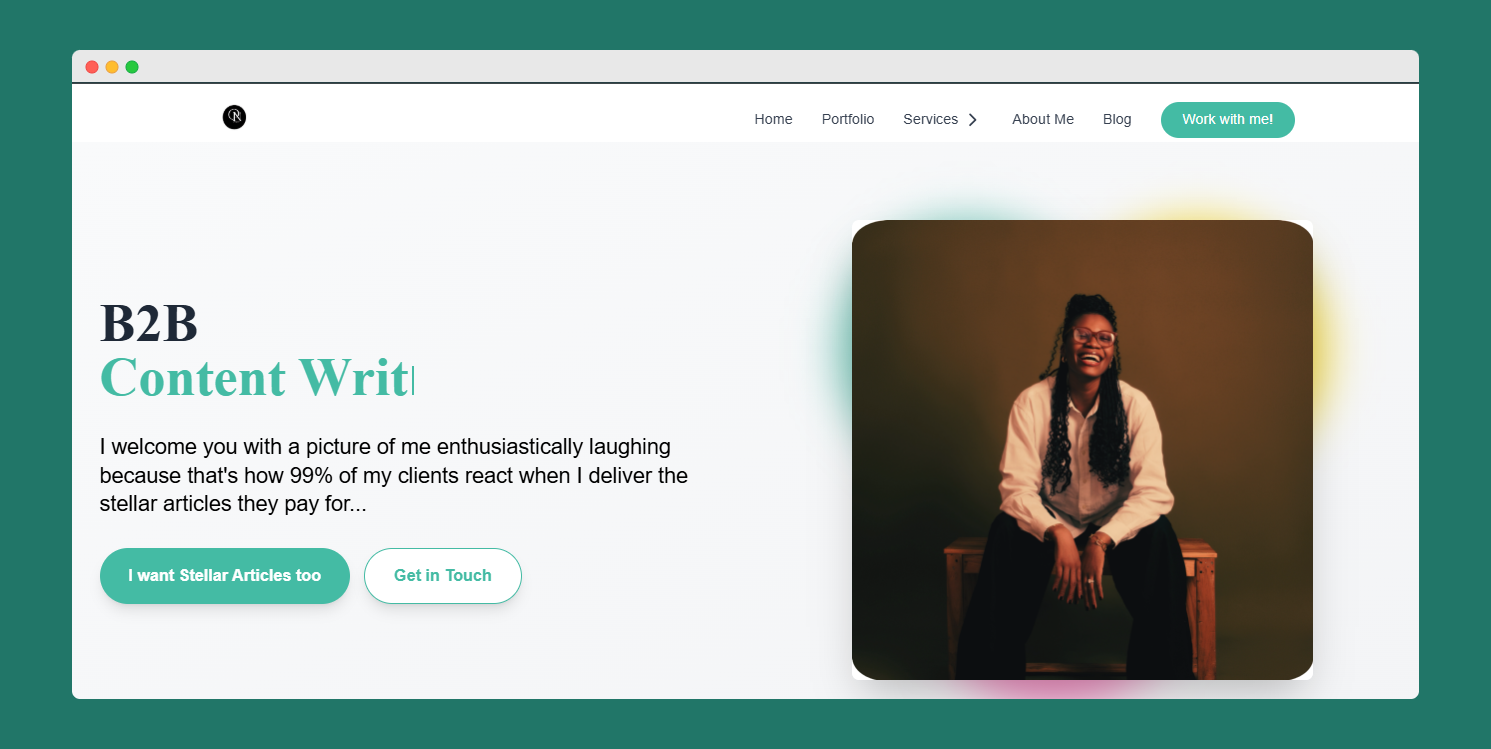 Home Portfolio Services About Me Blog Work with me!
B2B
Content Writ
I welcome you with a picture of me enthusiastically laughing
because that's how 99% of my clients react when I deliver the
stellar articles they pay for...
I want Stellar Articles too Get in Touch